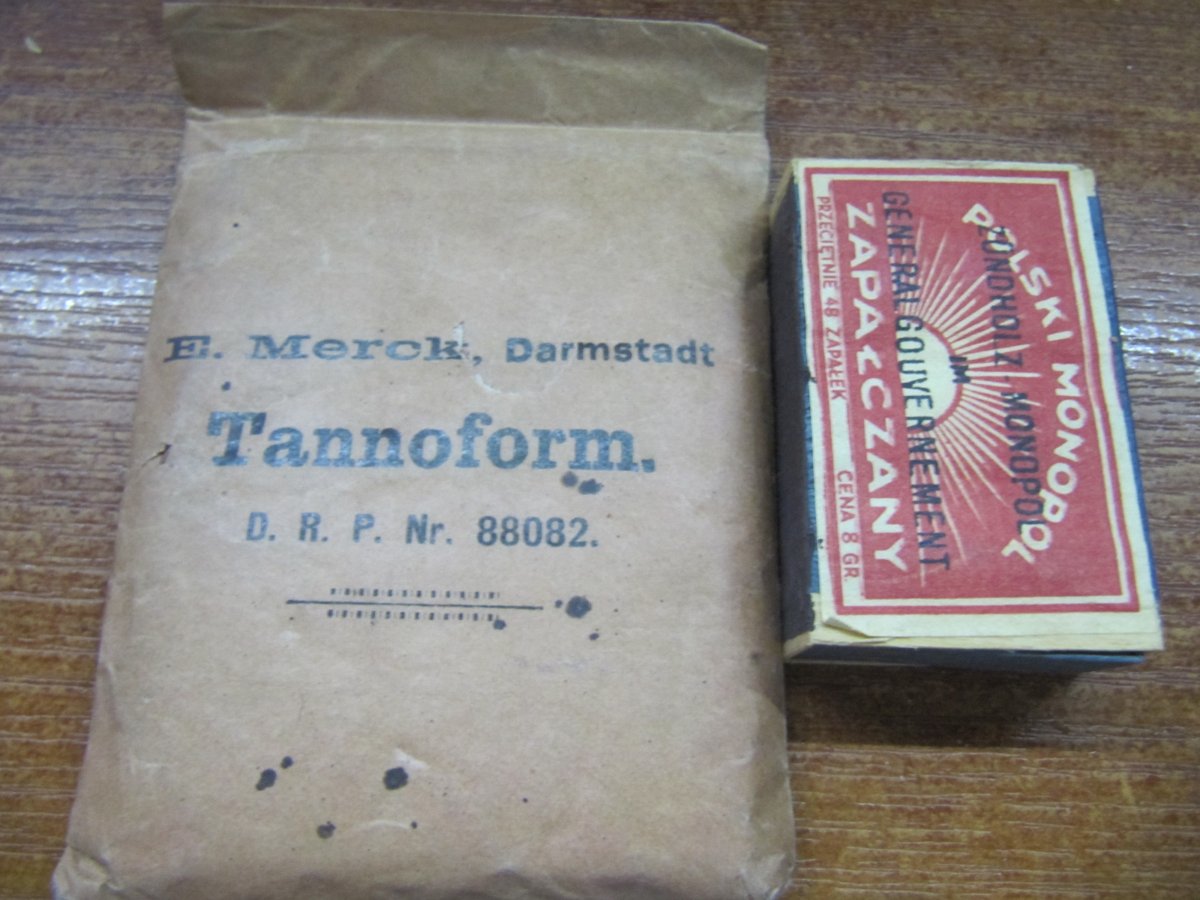 E. Merck, Darmstadt
Tannoform.
D. R. P. Nr. 88082.
POLSKI MONOPOL
ZÜNDHOLZ MONOPOL
IM
GENERALGOUVERNEMENT
ZAPAŁCZANY
PRZECIĘTNIE 48 ZAPAŁEK CENA 8 GR.